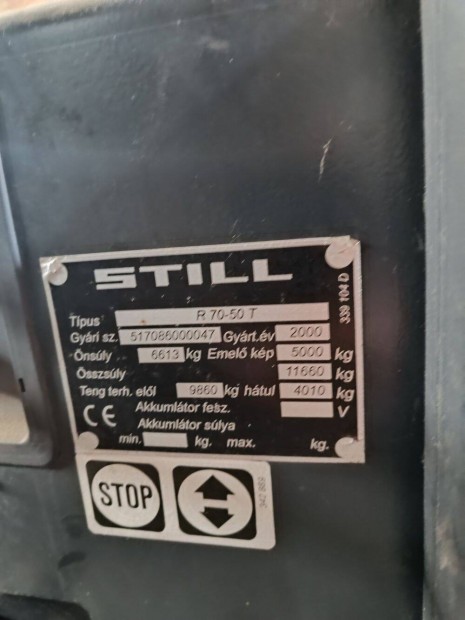 STILL
Típus R 70-50 T
Gyári sz. 517086000047 Gyárt.év 2000
Önsúly 6613 kg Emelő kép 5000 kg
Összsúly 11660 kg
Teng terh. elől 9860 kg hátul 4010 kg
Akkumlátor fesz. V
Akkumlátor súlya
CE
min. kg. max. kg.
339 104 D
STOP